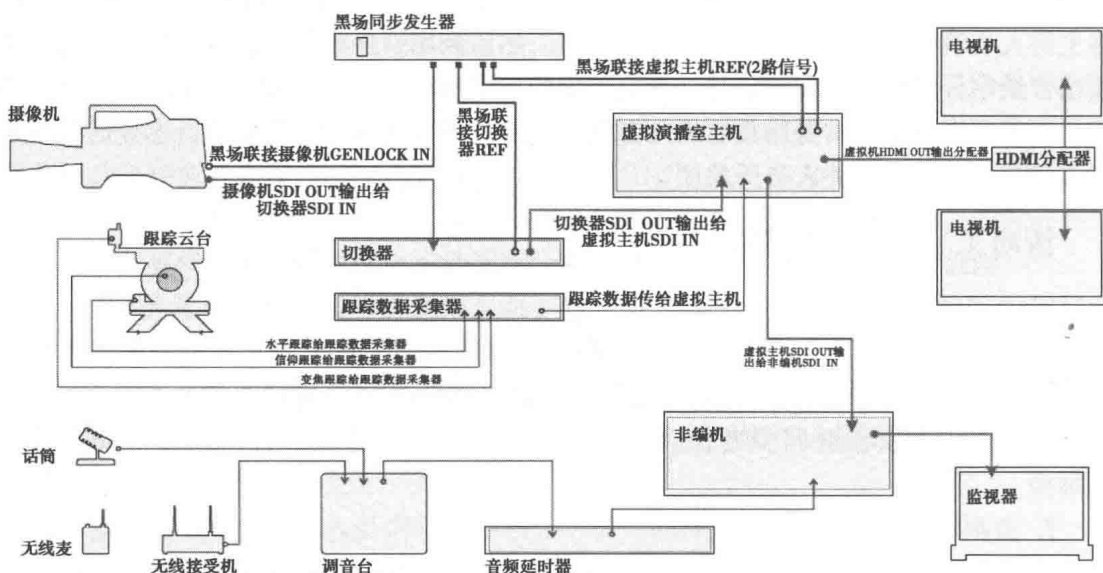 黑场同步发生器
黑场联接虚拟主机REF(2路信号)
电视机
摄像机
黑场联
接切换
器REF
虚拟演播室主机
黑场联接摄像机GENLOCK IN
虚拟机HDMI OUT输出分配器
HDMI分配器
摄像机SDI OUT输出给
切换器SDI IN
切换器SDI OUT输出给
虚拟主机SDI IN
电视机
跟踪云台
切换器
跟踪数据采集器
跟踪数据传给虚拟主机
水平跟踪给跟踪数据采集器
信仰跟踪给跟踪数据采集器
变焦跟踪给跟踪数据采集器
虚拟主机SDI OUT输
出给非编机SDI IN
非编机
话筒
监视器
无线麦
无线接受机
调音台
音频延时器